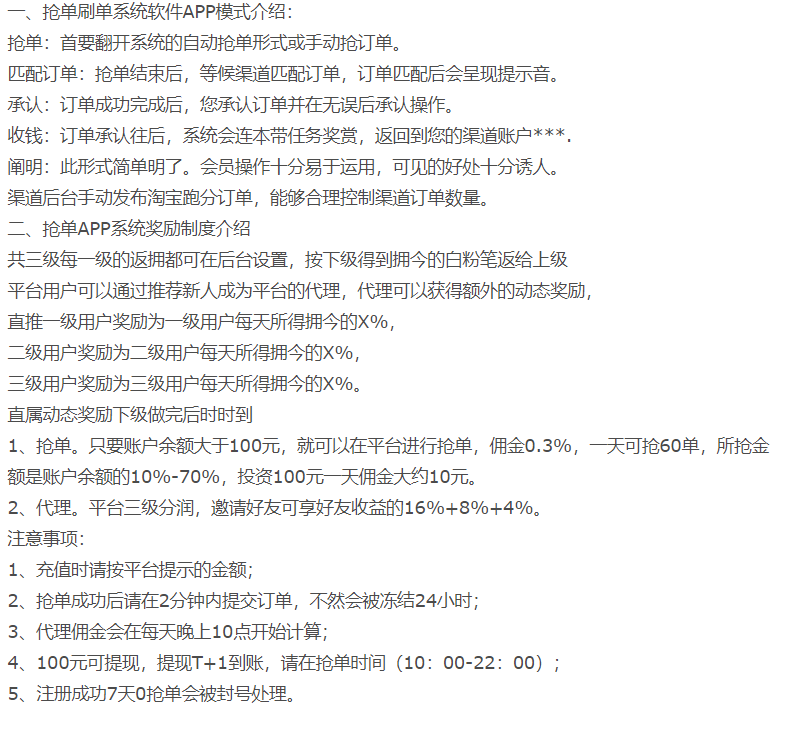 一、抢单刷单系统软件APP模式介绍：
抢单：首要翻开系统的自动抢单形式或手动抢订单。
匹配订单：抢单结束后，等候渠道匹配订单，订单匹配后会呈现提示音。
承认：订单成功完成后，您承认订单并在无误后承认操作。
收钱：订单承认往后，系统会连本带任务奖赏，返回到您的渠道账户***.
阐明：此形式简单明了。会员操作十分易于运用，可见的好处十分诱人。
渠道后台手动发布淘宝跑分订单，能够合理控制渠道订单数量。
二、抢单APP系统奖励制度介绍
共三级每一级的返拥都可在后台设置，按下级得到拥今的白粉笔返给上级
平台用户可以通过推荐新人成为平台的代理，代理可以获得额外的动态奖励，
直推一级用户奖励为一级用户每天所得拥今的X%，
二级用户奖励为二级用户每天所得拥今的X%，
三级用户奖励为三级用户每天所得拥今的X%。
直属动态奖励下级做完后时时到
1、抢单。只要账户余额大于100元，就可以在平台进行抢单，佣金0.3%，一天可抢60单，所抢金
额是账户余额的10%-70%，投资100元一天佣金大约10元。
2、代理。平台三级分润，邀请好友可享好友收益的16%+8%+4%。
注意事项：
1、充值时请按平台提示的金额；
2、抢单成功后请在2分钟内提交订单，不然会被冻结24小时；
3、代理佣金会在每天晚上10点开始计算；
4、100元可提现，提现T+1到账，请在抢单时间（10：00-22：00）；
5、注册成功7天0抢单会被封号处理。